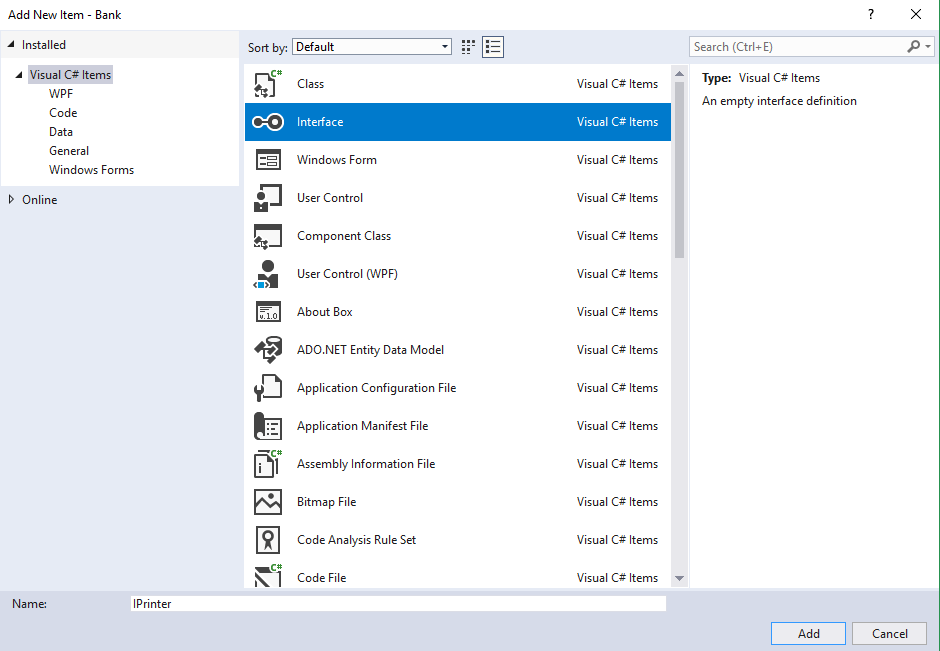 Add New Item - Bank
?
Installed
Sort by: Default
Search (Ctrl+E)
Visual C# Items
WPF
Code
Data
General
Windows Forms
Online
C# Class Visual C# Items
Interface Visual C# Items
Windows Form Visual C# Items
User Control Visual C# Items
Component Class Visual C# Items
User Control (WPF) Visual C# Items
v.1.0 About Box Visual C# Items
ADO.NET Entity Data Model Visual C# Items
Application Configuration File Visual C# Items
Application Manifest File Visual C# Items
C# Assembly Information File Visual C# Items
Bitmap File Visual C# Items
Code Analysis Rule Set Visual C# Items
C# Code File Visual C# Items
Type: Visual C# Items
An empty interface definition
Name: IPrinter
Add Cancel